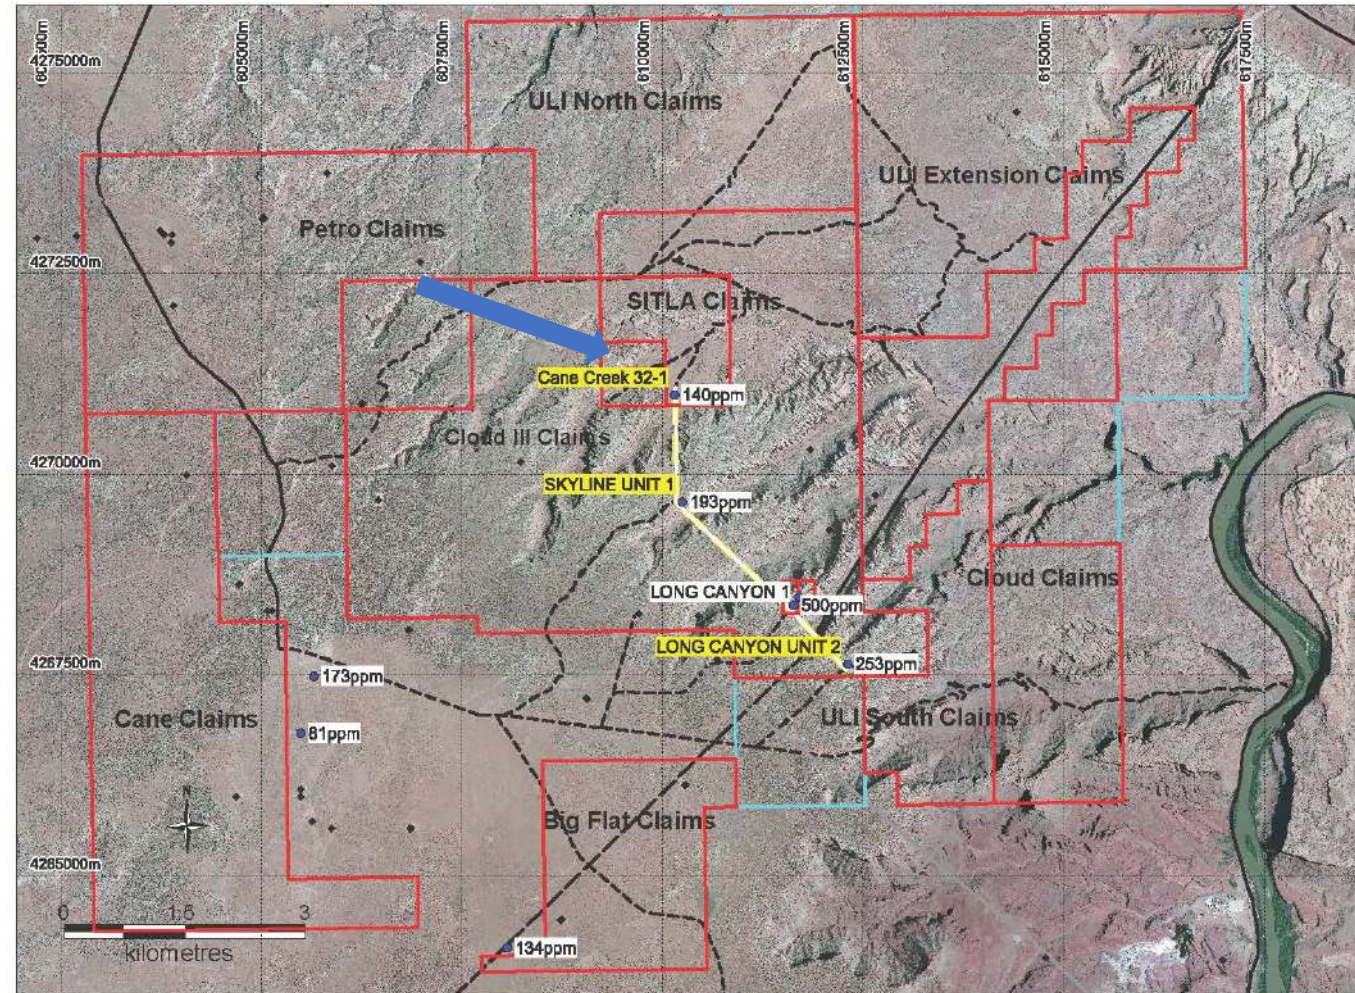 605000m
607500m
610000m
612500m
615000m
617500m
4275000m
ULI North Claims
ULI Extension Claims
Petro Claims
4272500m
SITLA Claims
Cane Creek 32-1
140ppm
Cloud III Claims
4270000m
SKYLINE UNIT 1
193ppm
Cloud Claims
LONG CANYON 1
500ppm
LONG CANYON UNIT 2
253ppm
4267500m
173ppm
Cane Claims
81ppm
ULI South Claims
N
Big Flat Claims
4265000m
0 1.5 3
kilometres
134ppm